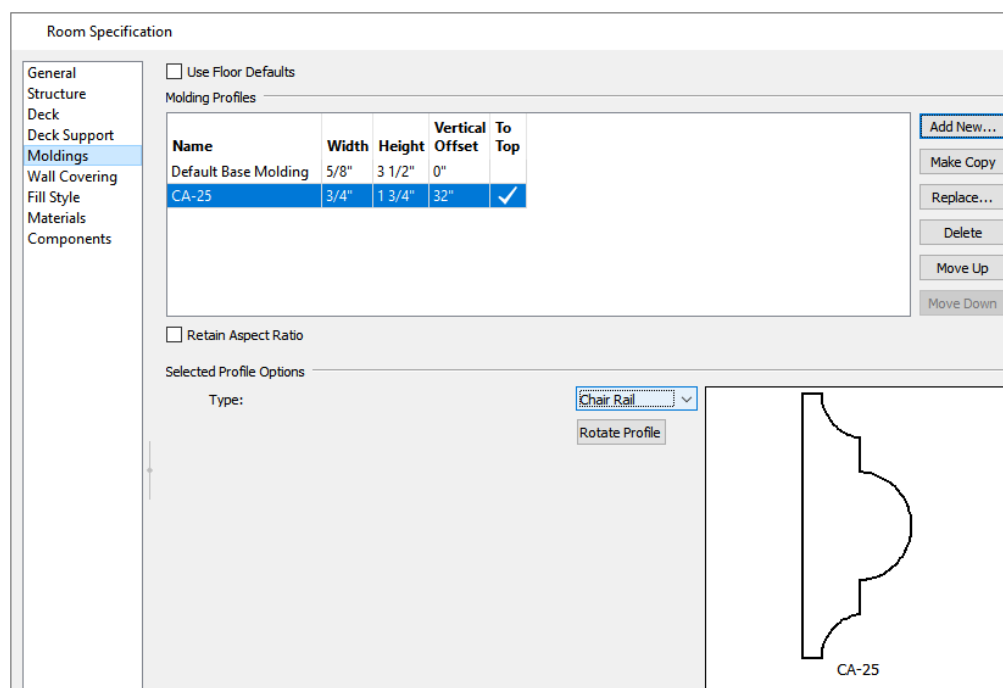 Room Specification
General
Structure
Deck
Deck Support
Moldings
Wall Covering
Fill Style
Materials
Components
Use Floor Defaults
Molding Profiles
Name Width Height Vertical Offset To Top
Default Base Molding 5/8" 3 1/2" 0"
CA-25 3/4" 1 3/4" 32"
Add New...
Make Copy
Replace...
Delete
Move Up
Move Down
Retain Aspect Ratio
Selected Profile Options
Type: Chair Rail
Rotate Profile
CA-25